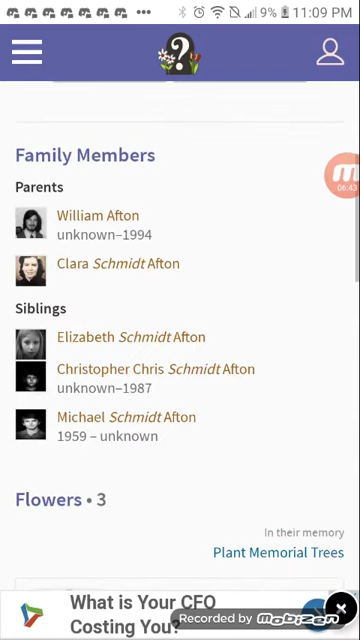 9% 11:09 PM
?
Family Members
Parents
William Afton
unknown–1994
Clara Schmidt Afton
Siblings
Elizabeth Schmidt Afton
Christopher Chris Schmidt Afton
unknown–1987
Michael Schmidt Afton
1959 – unknown
06:43
Flowers • 3
In their memory
Plant Memorial Trees
What is Your CFO
Costing You?
Recorded by
Mobizen